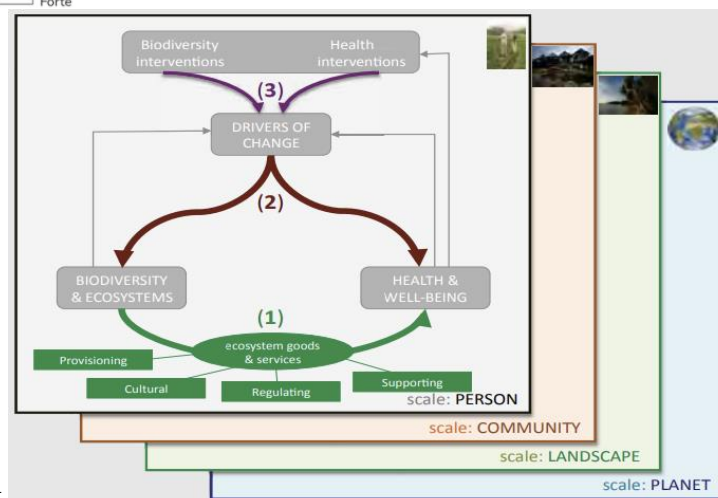 Forte
Biodiversity
interventions
Health
interventions
(3)
DRIVERS OF
CHANGE
(2)
BIODIVERSITY
& ECOSYSTEMS
HEALTH &
WELL-BEING
(1)
ecosystem goods
& services
Provisioning
Cultural
Regulating
Supporting
scale: PERSON
scale: COMMUNITY
scale: LANDSCAPE
scale: PLANET